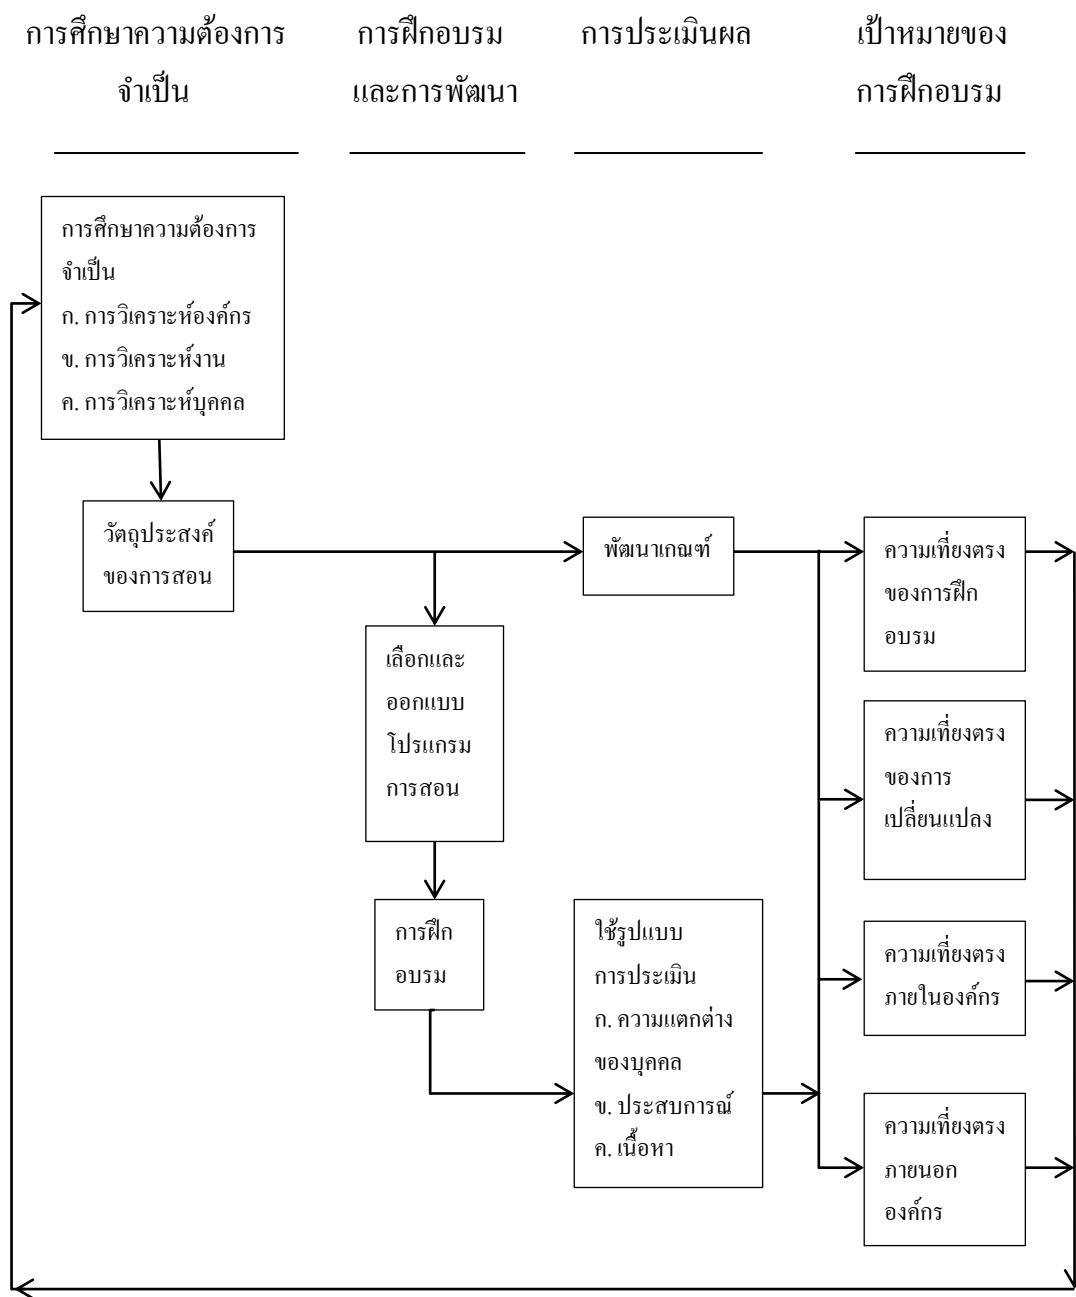 การศึกษาความต้องการ
จำเป็น
การฝึกอบรม
และการพัฒนา
การประเมินผล
เป้าหมายของ
การฝึกอบรม
การศึกษาความต้องการ
จำเป็น
ก. การวิเคราะห์องค์กร
ข. การวิเคราะห์งาน
ค. การวิเคราะห์บุคคล
วัตถุประสงค์
ของการสอน
เลือกและ
ออกแบบ
โปรแกรม
การสอน
การฝึก
อบรม
พัฒนาเกณฑ์
ใช้รูปแบบ
การประเมิน
ก. ความแตกต่าง
ของบุคคล
ข. ประสบการณ์
ค. เนื้อหา
ความเที่ยงตรง
ของการฝึก
อบรม
ความเที่ยงตรง
ของการ
เปลี่ยนแปลง
ความเที่ยงตรง
ภายในองค์กร
ความเที่ยงตรง
ภายนอก
องค์กร